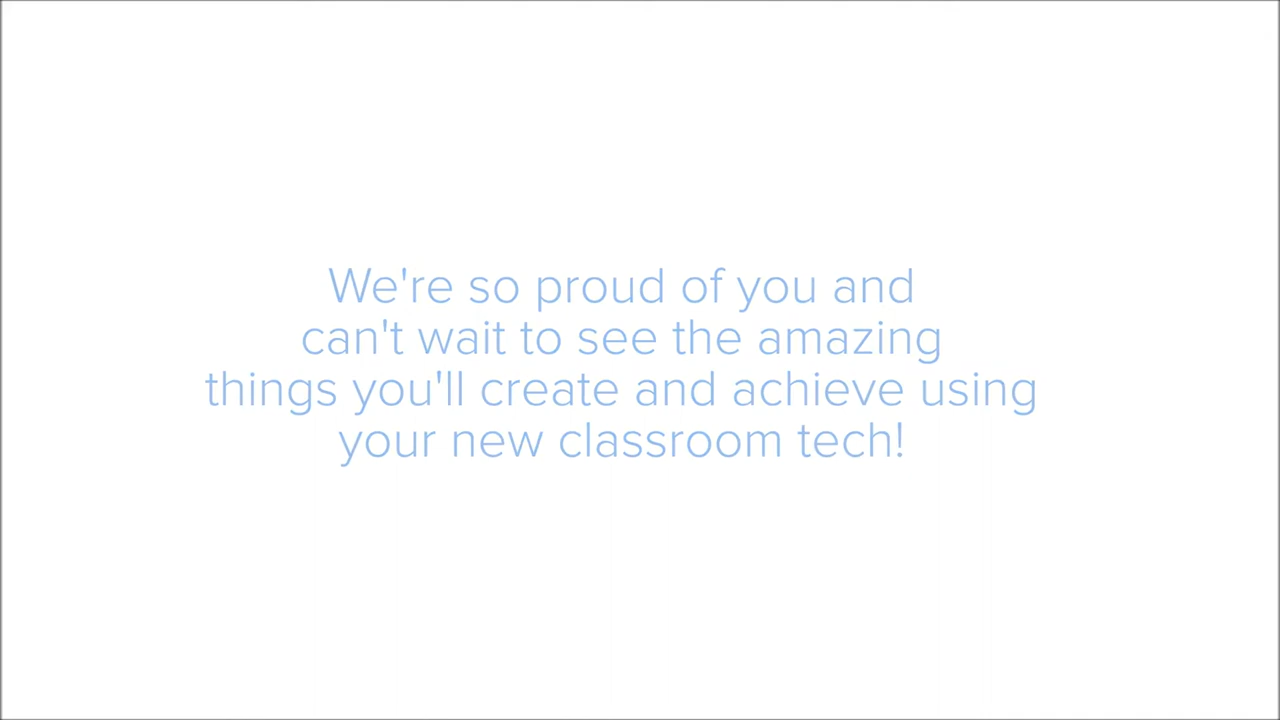 We're so proud of you and
can't wait to see the amazing
things you'll create and achieve using
your new classroom tech!